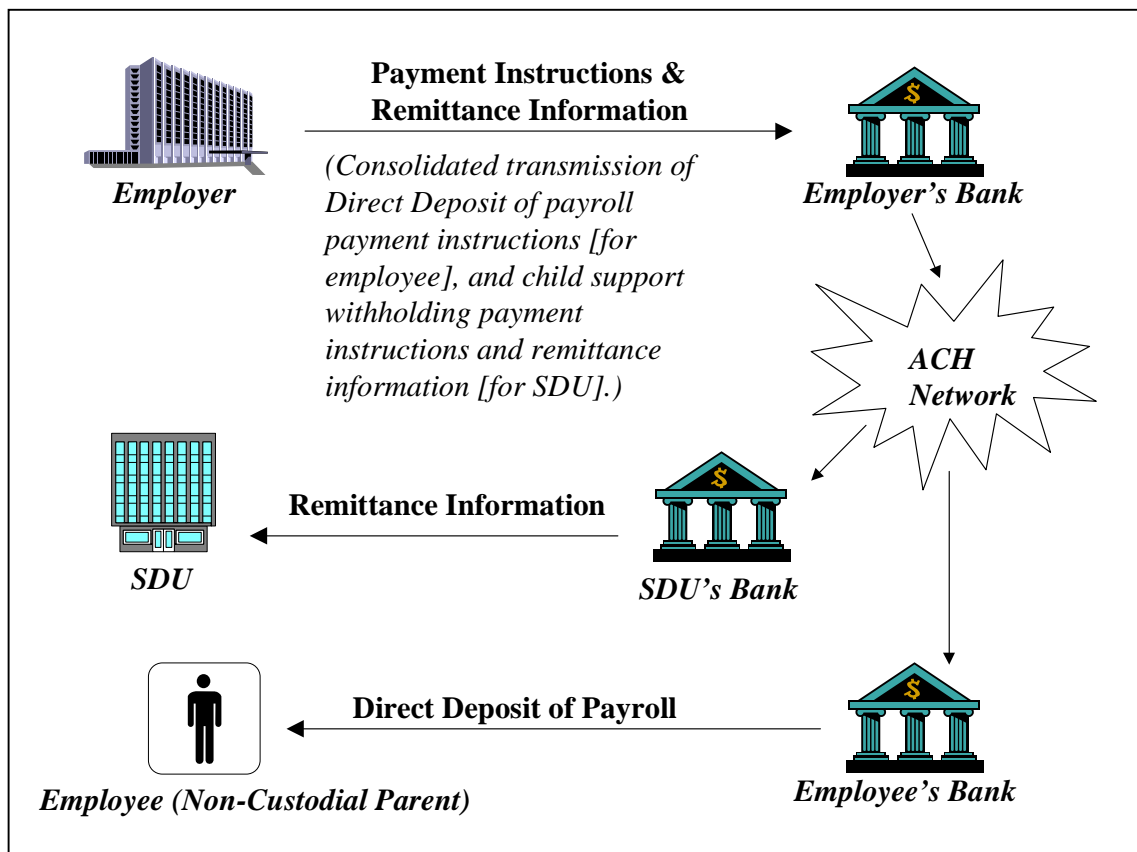 Payment Instructions &
Remittance Information
$
Employer
(Consolidated transmission of
Direct Deposit of payroll
payment instructions [for
employee], and child support
withholding payment
instructions and remittance
information [for SDU].)
Employer's Bank
ACH
Network
$
Remittance Information
SDU
SDU's Bank
$
Direct Deposit of Payroll
Employee (Non-Custodial Parent)
Employee's Bank